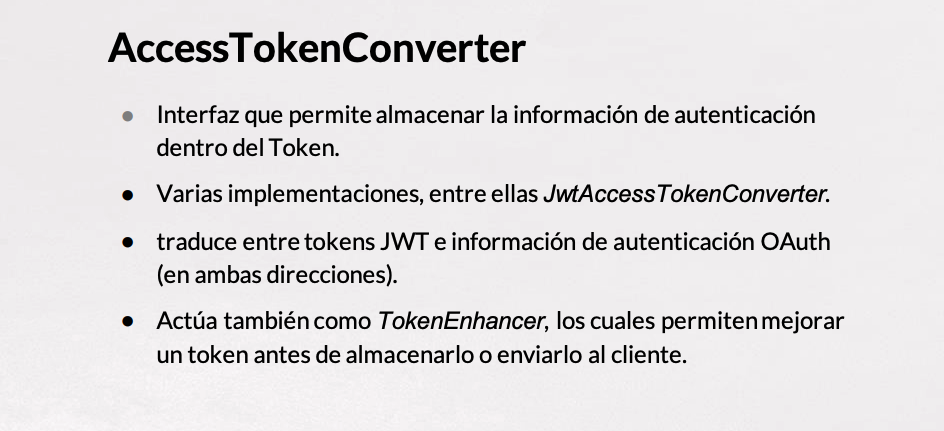 AccessTokenConverter
● Interfaz que permite almacenar la información de autenticación
dentro del Token.
● Varias implementaciones, entre ellas JwtAccessTokenConverter.
● traduce entre tokens JWT e información de autenticación OAuth
(en ambas direcciones).
● Actúa también como TokenEnhancer, los cuales permiten mejorar
un token antes de almacenarlo o enviarlo al cliente.